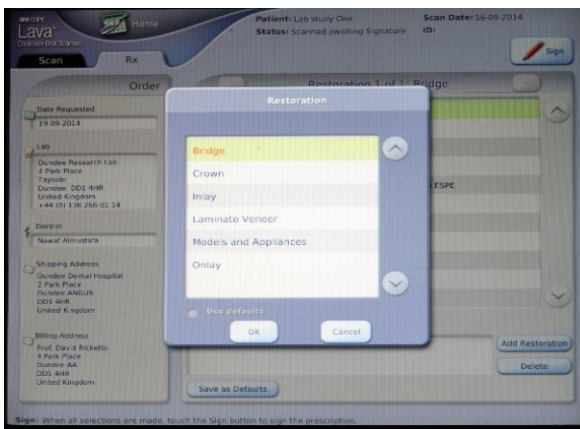 3M ESPE
Lava™
Chairside Oral Scanner
Home
Patient: Lab study One
Status: Scanned awaiting Signature
Scan Date: 16-09-2014
ID:
Sign
Scan
Rx
Order
Restoration 1 of 1: Bridge
Date Requested
19-09-2014
Lab
Dundee Research Lab
4 Park Place
Tayside
Dundee DD1 4HR
United Kingdom
+44 (0) 138 266 01 14
Dentist
Nawaf Almustafa
Shipping Address
Dundee Dental Hospital
2 Park Place
Dundee ANGUS
DD1 4HR
United Kingdom
Billing Address
Prof. David Ricketts
4 Park Place
Dundee AA
DD1 4HR
United Kingdom
Restoration
Bridge
Crown
Inlay
Laminate Veneer
Models and Appliances
Onlay
Use defaults
OK
Cancel
ESPE
Add Restoration
Delete
Save as Defaults
Sign: When all selections are made, touch the Sign button to sign the prescription.